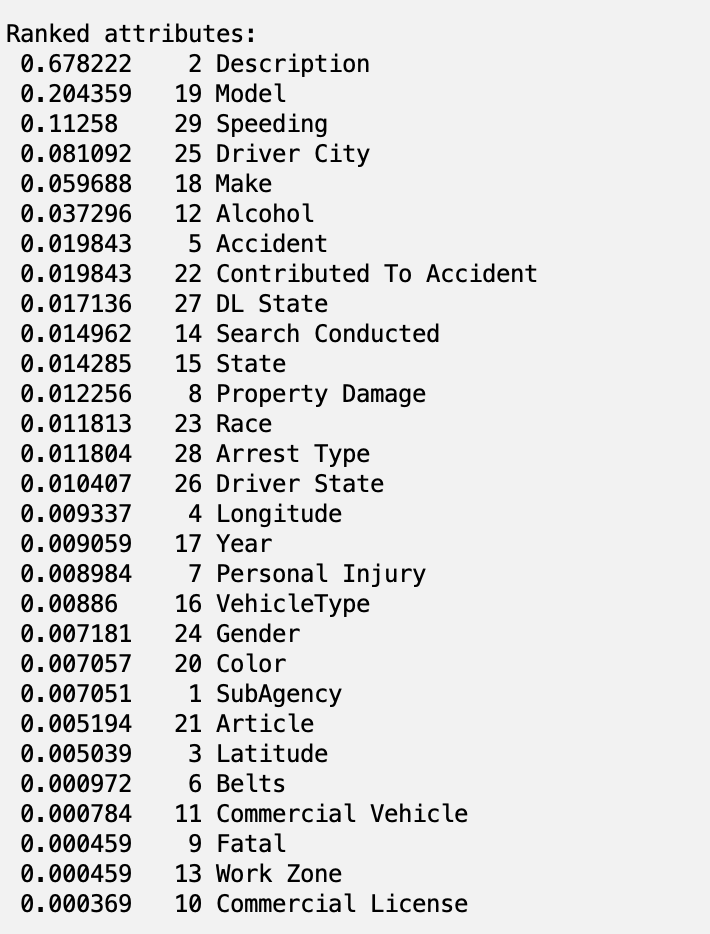 Ranked attributes:
0.678222 2 Description
0.204359 19 Model
0.11258 29 Speeding
0.081092 25 Driver City
0.059688 18 Make
0.037296 12 Alcohol
0.019843 5 Accident
0.019843 22 Contributed To Accident
0.017136 27 DL State
0.014962 14 Search Conducted
0.014285 15 State
0.012256 8 Property Damage
0.011813 23 Race
0.011804 28 Arrest Type
0.010407 26 Driver State
0.009337 4 Longitude
0.009059 17 Year
0.008984 7 Personal Injury
0.00886 16 VehicleType
0.007181 24 Gender
0.007057 20 Color
0.007051 1 SubAgency
0.005194 21 Article
0.005039 3 Latitude
0.000972 6 Belts
0.000784 11 Commercial Vehicle
0.000459 9 Fatal
0.000459 13 Work Zone
0.000369 10 Commercial License